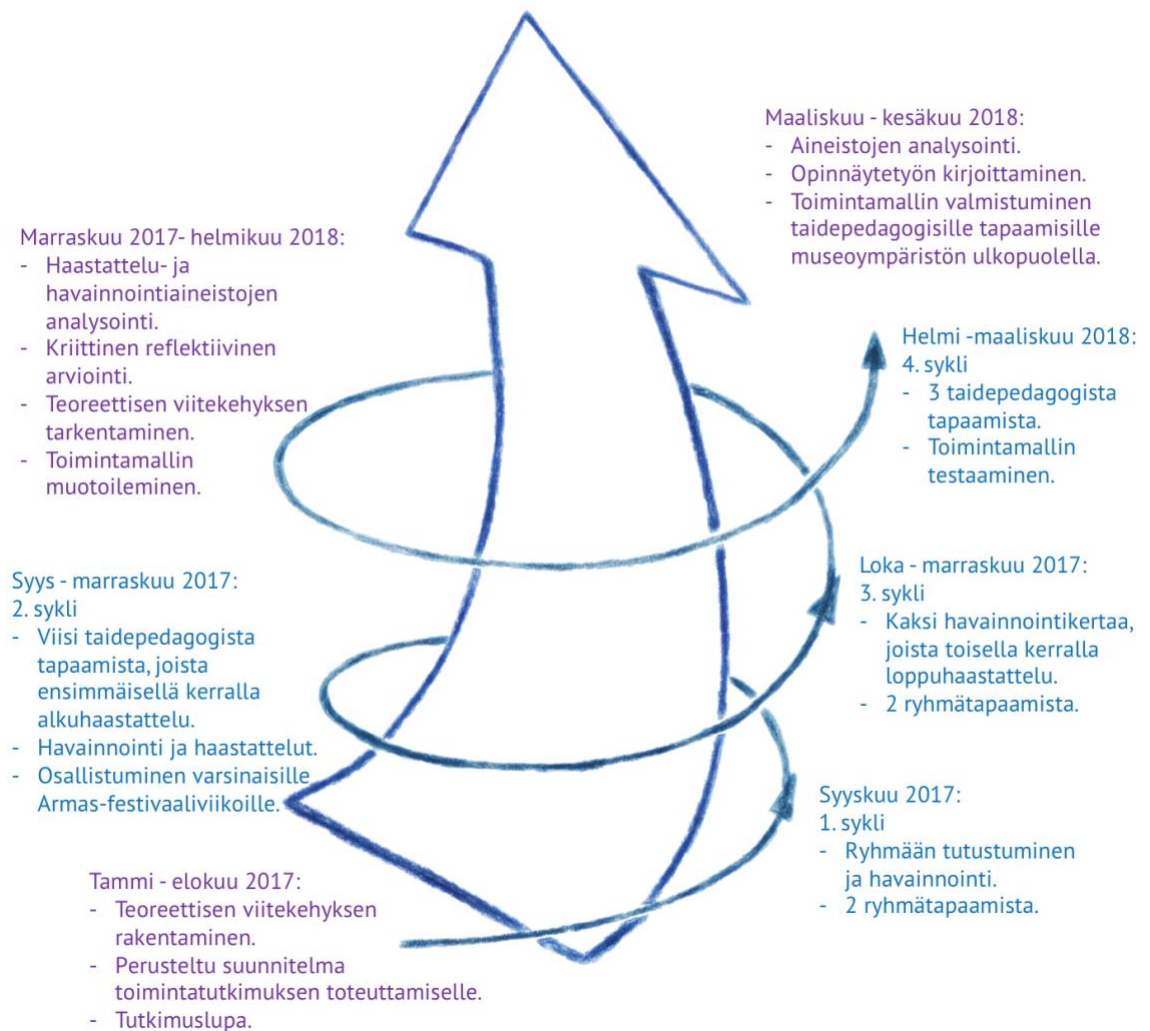 Maaliskuu - kesäkuu 2018:
- Aineistojen analysointi.
- Opinnäytetyön kirjoittaminen.
- Toimintamallin valmistuminen
taidepedagogisille tapaamisille
museoympäristön ulkopuolella.
Marraskuu 2017- helmikuu 2018:
- Haastattelu- ja
havainnointiaineistojen
analysointi.
- Kriittinen reflektiivinen
arviointi.
- Teoreettisen viitekehyksen
tarkentaminen.
- Toimintamallin
muotoileminen.
Helmi -maaliskuu 2018:
4. sykli
- 3 taidepedagogista
tapaamista.
- Toimintamallin
testaaminen.
Syys - marraskuu 2017:
2. sykli
- Viisi taidepedagogista
tapaamista, joista
ensimmäisellä kerralla
alkuhaastattelu.
- Havainnointi ja haastattelut.
- Osallistuminen varsinaisille
Armas-festivaaliviikoille.
Loka - marraskuu 2017:
3. sykli
- Kaksi havainnointikertaa,
joista toisella kerralla
loppuhaastattelu.
- 2 ryhmätapaamista.
Syyskuu 2017:
1. sykli
- Ryhmään tutustuminen
ja havainnointi.
- 2 ryhmätapaamista.
Tammi - elokuu 2017:
- Teoreettisen viitekehyksen
rakentaminen.
- Perusteltu suunnitelma
toimintatutkimuksen toteuttamiselle.
- Tutkimuslupa.